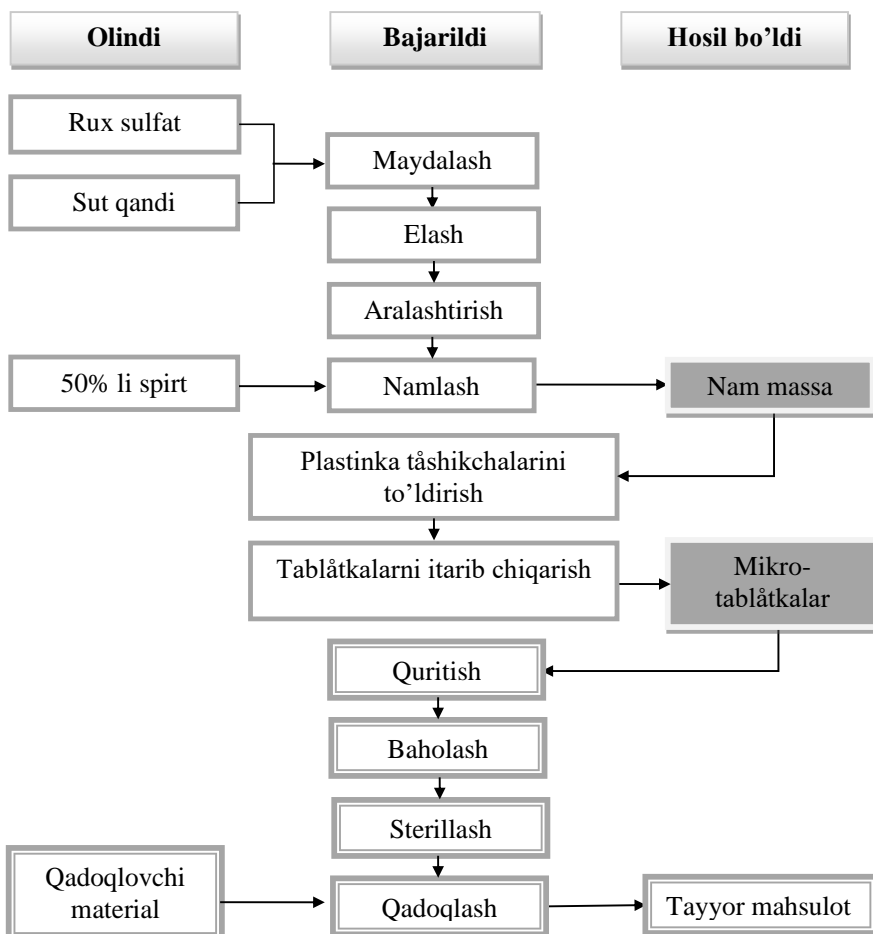 Olindi
Bajarildi
Hosil bo’ldi
Rux sulfat
Maydalash
Sut qandi
Elash
Aralashtirish
50% li spirt
Namlash
Nam massa
Plastinka tåshikchalarini
to’ldirish
Tablåtkalarni itarib chiqarish
Mikro-
tablåtkalar
Quritish
Baholash
Sterillash
Qadoqlovchi
material
Qadoqlash
Tayyor mahsulot